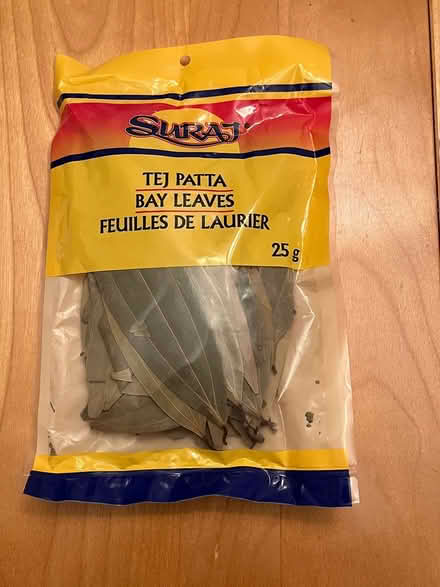 SURAJ
TEJ PATTA
BAY LEAVES
FEUILLES DE LAURIER
25 g